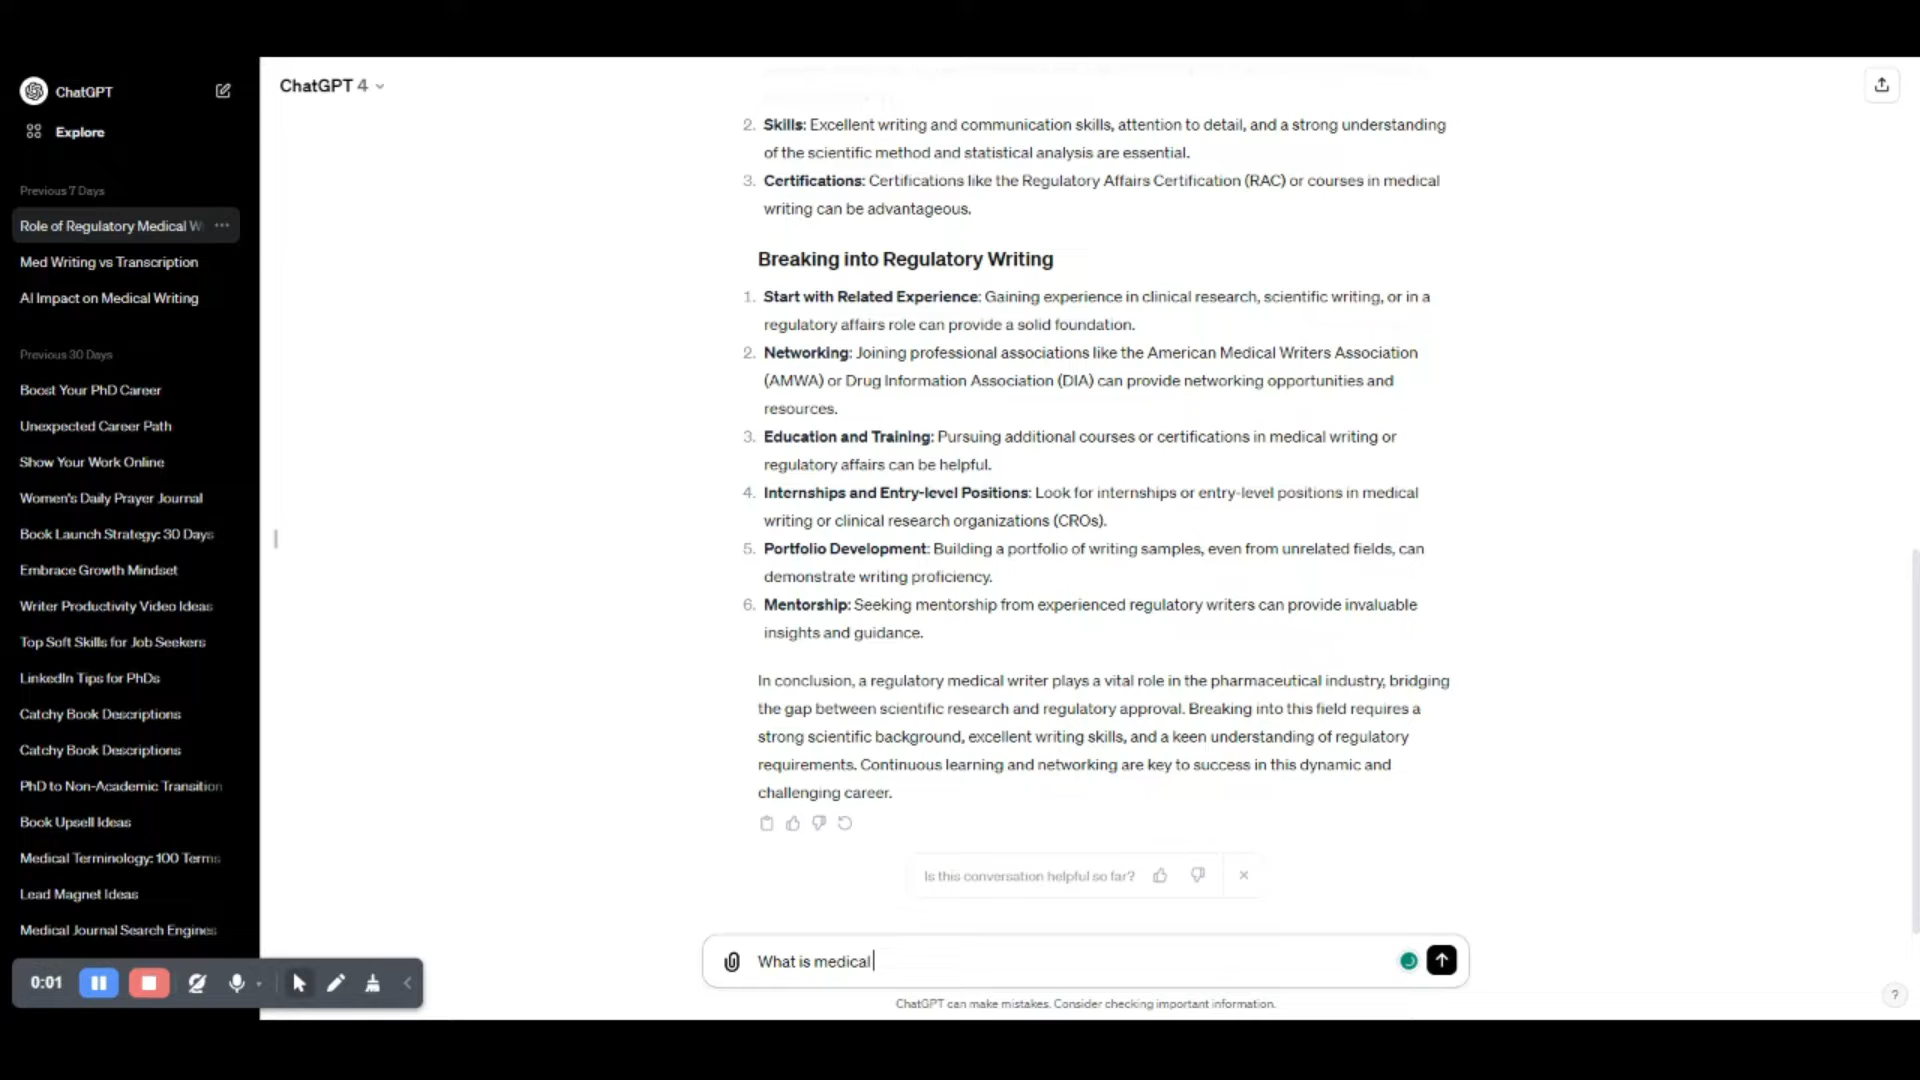 ChatGPT
Explore
Previous 7 Days
Role of Regulatory Medical W
Med Writing vs Transcription
AI Impact on Medical Writing
Previous 30 Days
Boost Your PhD Career
Unexpected Career Path
Show Your Work Online
Women's Daily Prayer Journal
Book Launch Strategy: 30 Days
Embrace Growth Mindset
Writer Productivity Video Ideas
Top Soft Skills for Job Seekers
LinkedIn Tips for PhDs
Catchy Book Descriptions
Catchy Book Descriptions
PhD to Non-Academic Transition
Book Upsell Ideas
Medical Terminology: 100 Terms
Lead Magnet Ideas
Medical Journal Search Engines
0:01
ChatGPT 4
2. Skills: Excellent writing and communication skills, attention to detail, and a strong understanding
of the scientific method and statistical analysis are essential.
3. Certifications: Certifications like the Regulatory Affairs Certification (RAC) or courses in medical
writing can be advantageous.
Breaking into Regulatory Writing
1. Start with Related Experience: Gaining experience in clinical research, scientific writing, or in a
regulatory affairs role can provide a solid foundation.
2. Networking: Joining professional associations like the American Medical Writers Association
(AMWA) or Drug Information Association (DIA) can provide networking opportunities and
resources.
3. Education and Training: Pursuing additional courses or certifications in medical writing or
regulatory affairs can be helpful.
4. Internships and Entry-level Positions: Look for internships or entry-level positions in medical
writing or clinical research organizations (CROs).
5. Portfolio Development: Building a portfolio of writing samples, even from unrelated fields, can
demonstrate writing proficiency.
6. Mentorship: Seeking mentorship from experienced regulatory writers can provide invaluable
insights and guidance.
In conclusion, a regulatory medical writer plays a vital role in the pharmaceutical industry, bridging
the gap between scientific research and regulatory approval. Breaking into this field requires a
strong scientific background, excellent writing skills, and a keen understanding of regulatory
requirements. Continuous learning and networking are key to success in this dynamic and
challenging career.
Is this conversation helpful so far?
What is medical
ChatGPT can make mistakes. Consider checking important information.
?